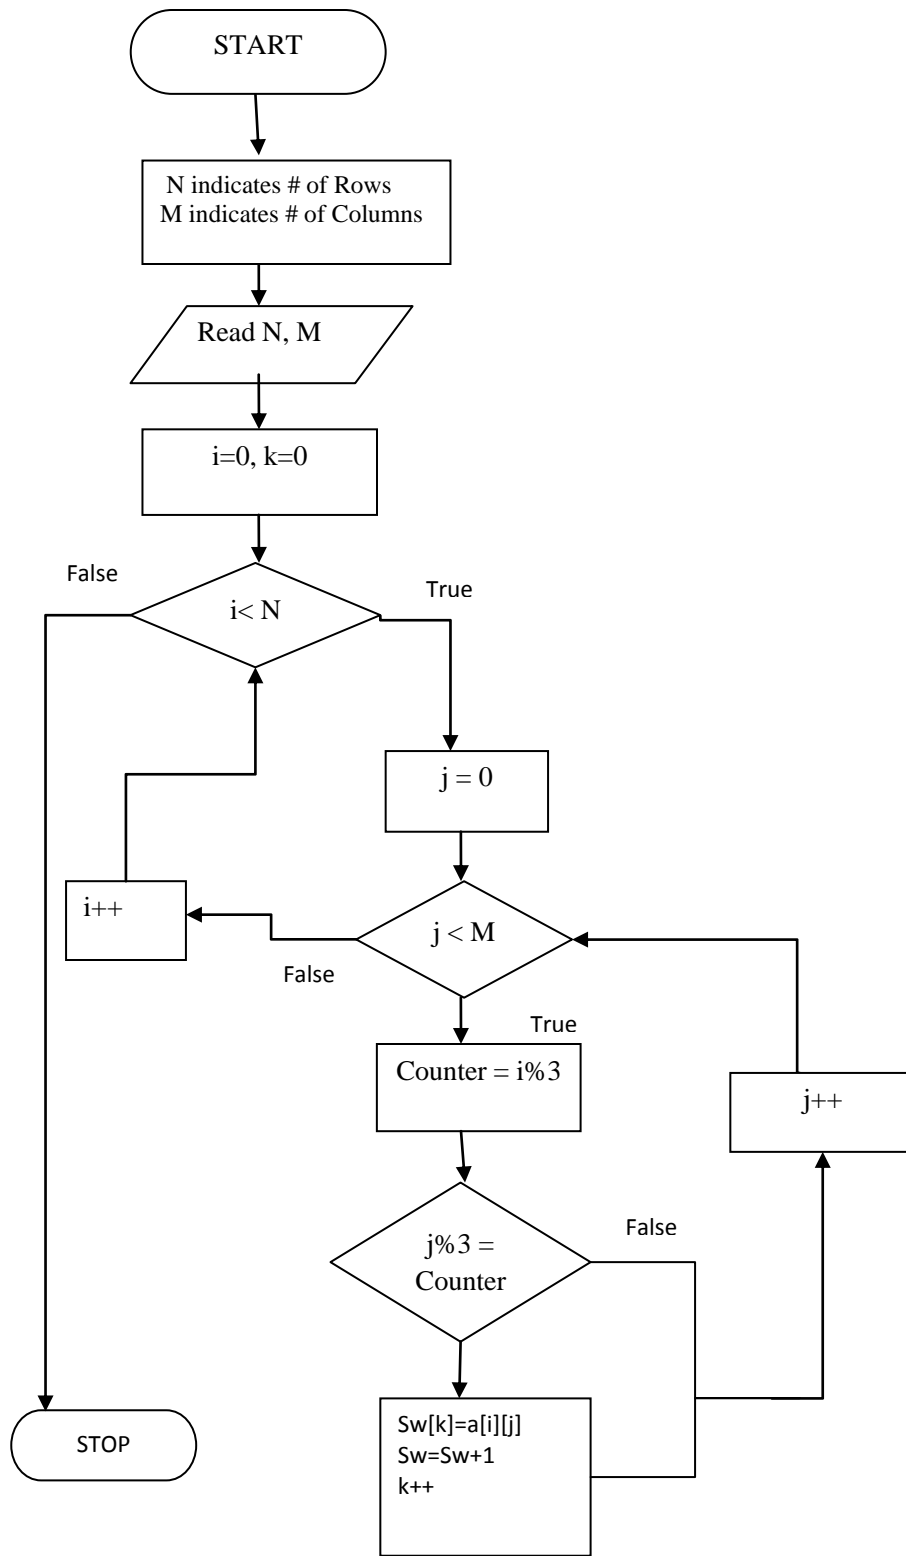 START
N indicates # of Rows
M indicates # of Columns
Read N, M
i=0, k=0
False
i< N
True
j = 0
i++
j < M
False
True
Counter = i%3
j++
j%3 =
Counter
False
Sw[k]=a[i][j]
Sw=Sw+1
k++
STOP